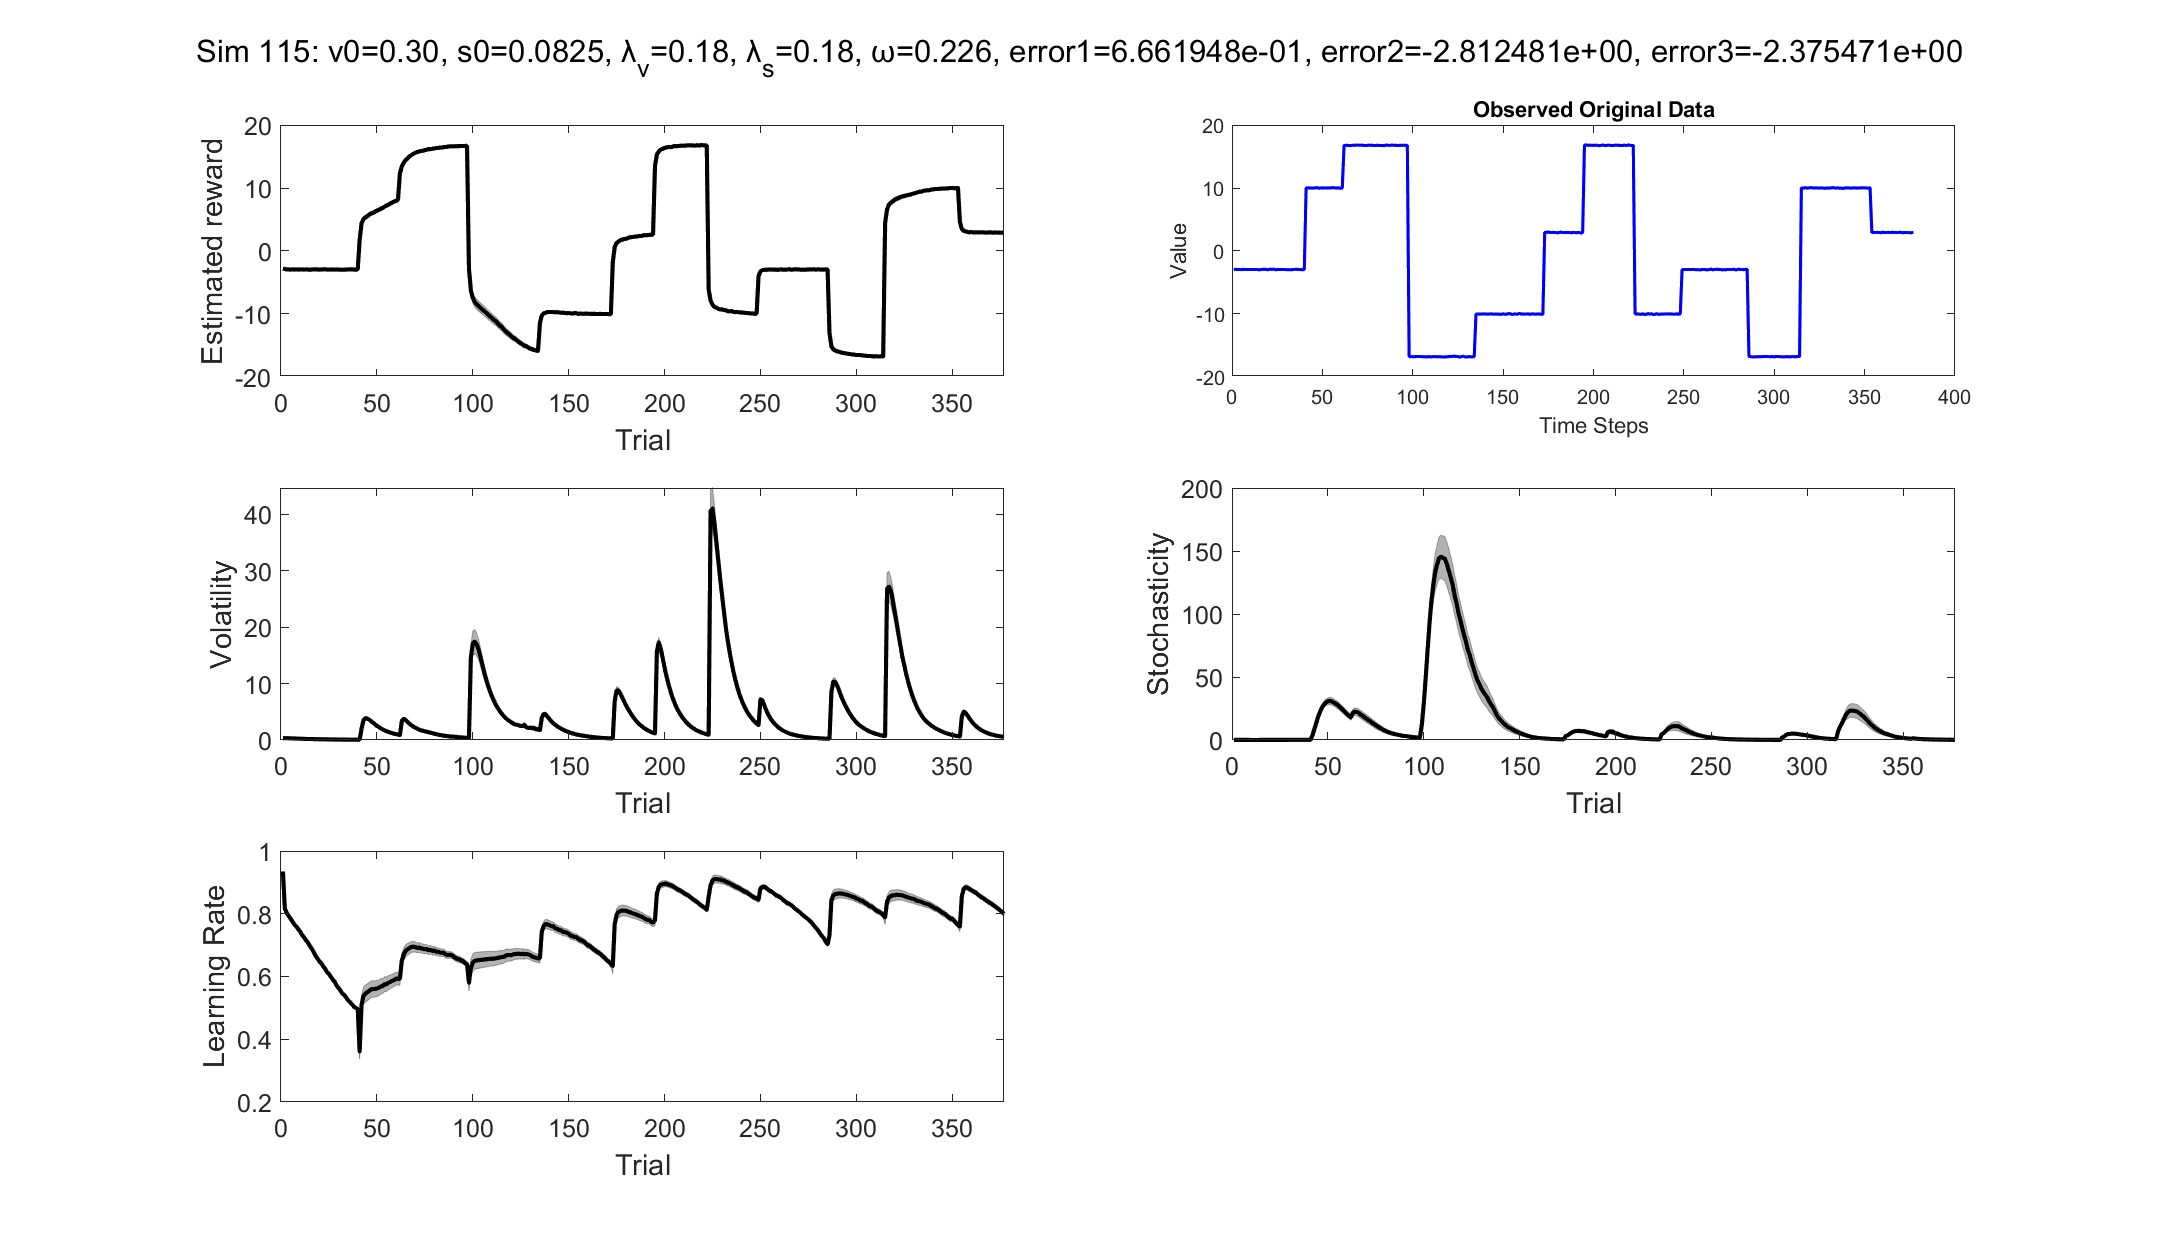 Sim 115: v0=0.30, s0=0.0825, λv=0.18, λs=0.18, ω=0.226, error1=6.661948e-01, error2=-2.812481e+00, error3=-2.375471e+00
Estimated reward
20
10
0
-10
-20
0 50 100 150 200 250 300 350
Trial
Observed Original Data
Value
20
10
0
-10
-20
0 50 100 150 200 250 300 350 400
Time Steps
Volatility
40
30
20
10
0
0 50 100 150 200 250 300 350
Trial
Stochasticity
200
150
100
50
0
0 50 100 150 200 250 300 350
Trial
Learning Rate
1
0.8
0.6
0.4
0.2
0 50 100 150 200 250 300 350
Trial